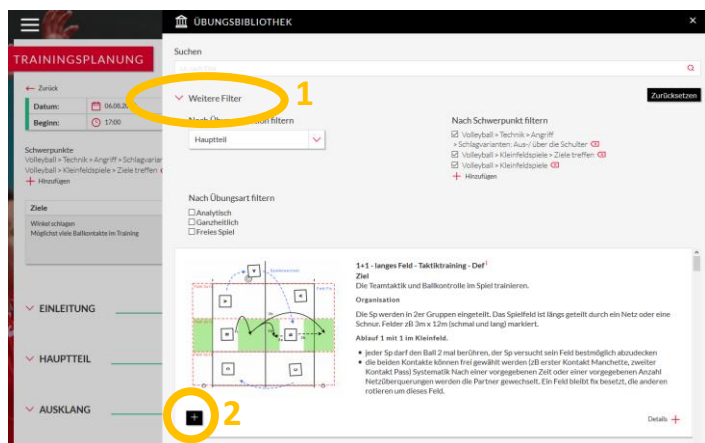 ÜBUNGSBIBLIOTHEK
×
TRAININGSPLANUNG
← Zurück
Datum: 06.08.20
Beginn: 17:00
Schwerpunkte
Volleyball > Technik > Angriff > Schlagvarian
Volleyball > Kleinfeldspiele > Ziele treffen
+ Hinzufügen
Ziele
Winkel schlagen
Möglichst viele Ballkontakte im Training
EINLEITUNG
HAUPTTEIL
AUSKLANG
Suchen
Weitere Filter
1
Zurücksetzen
filtern
Hauptteil
Nach Schwerpunkt filtern
Volleyball > Technik > Angriff
> Schlagvarianten: Aus-/ über die Schulter
Volleyball > Kleinfeldspiele > Ziele treffen
Volleyball > Kleinfeldspiele
+ Hinzufügen
Nach Übungsart filtern
Analytisch
Ganzheitlich
Freies Spiel
1+1 - langes Feld - Taktiktraining - Def
Ziel
Die Teamtaktik und Ballkontrolle im Spiel trainieren.
Organisation
Die Sp werden in 2er Gruppen eingeteilt. Das Spielfeld ist längs geteilt durch ein Netz oder eine
Schnur. Felder zB 3m x 12m (schmal und lang) markiert.
Ablauf 1 mit 1 im Kleinfeld.
• jeder Sp darf den Ball 2 mal berühren, der Sp versucht sein Feld bestmöglich abzudecken
• die beiden Kontakte können frei gewählt werden (zB erster Kontakt Manchette, zweiter
Kontakt Pass) Systematik Nach einer vorgegebenen Zeit oder einer vorgegebenen Anzahl
Netzüberquerungen werden die Partner gewechselt. Ein Feld bleibt fix besetzt, die anderen
rotieren um dieses Feld.
+
2
Details +